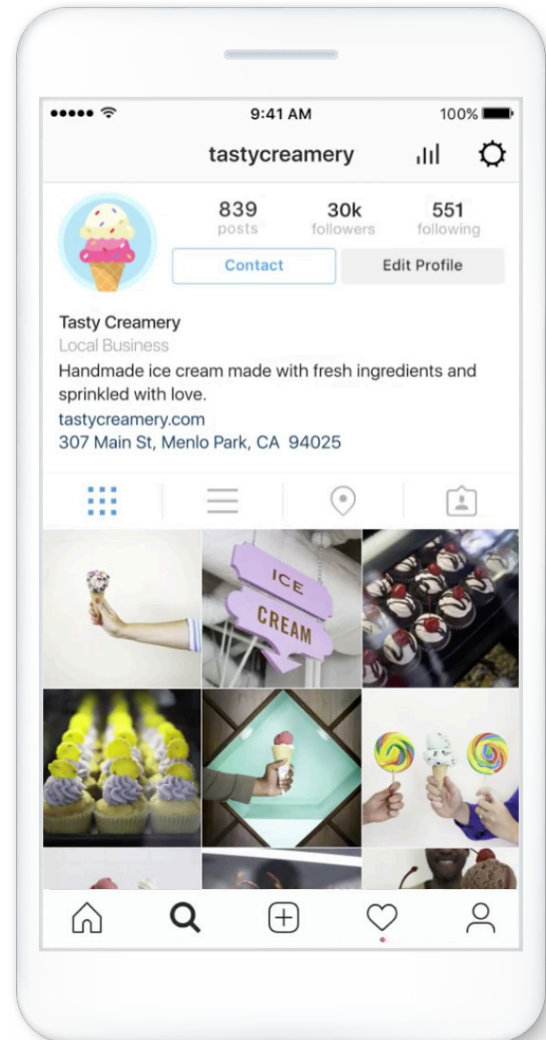 9:41 AM 100%
tastycreamery
839 30k 551
posts followers following
Contact Edit Profile
Tasty Creamery
Local Business
Handmade ice cream made with fresh ingredients and
sprinkled with love.
tastycreamery.com
307 Main St, Menlo Park, CA 94025
ICE
CREAM